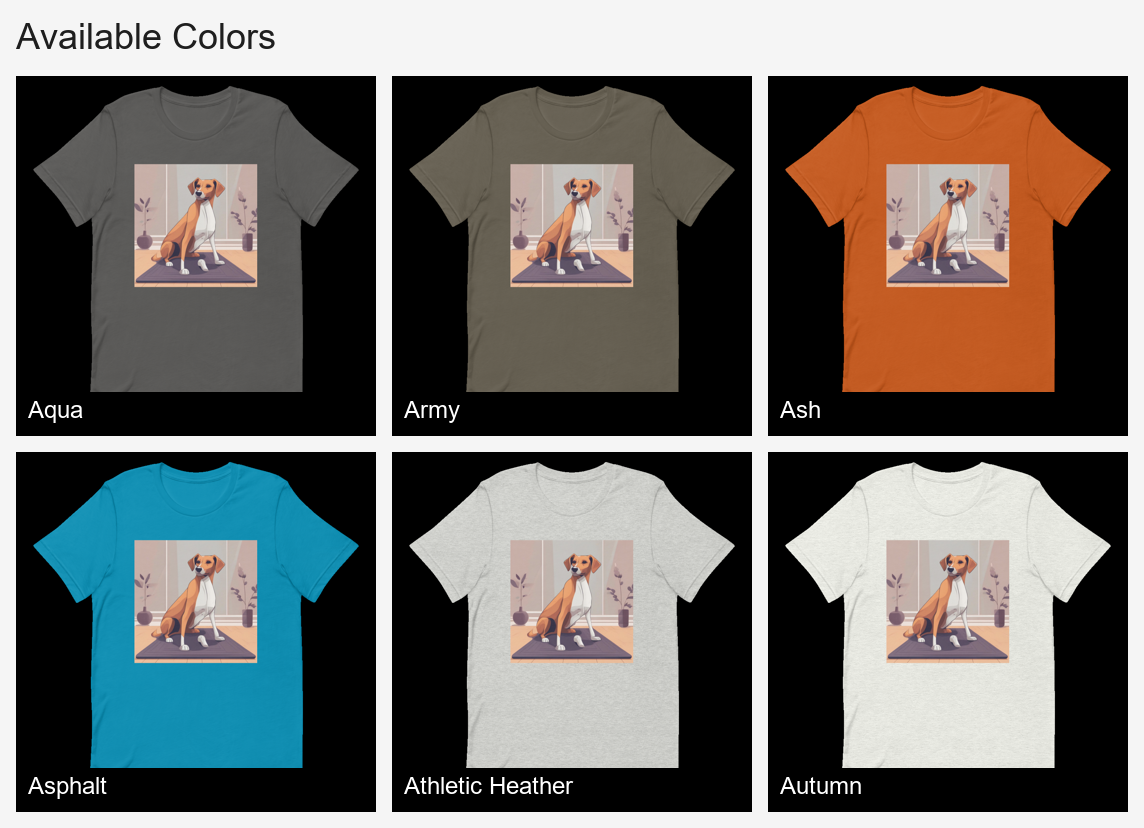 Available Colors
Aqua
Army
Ash
Asphalt
Athletic Heather
Autumn